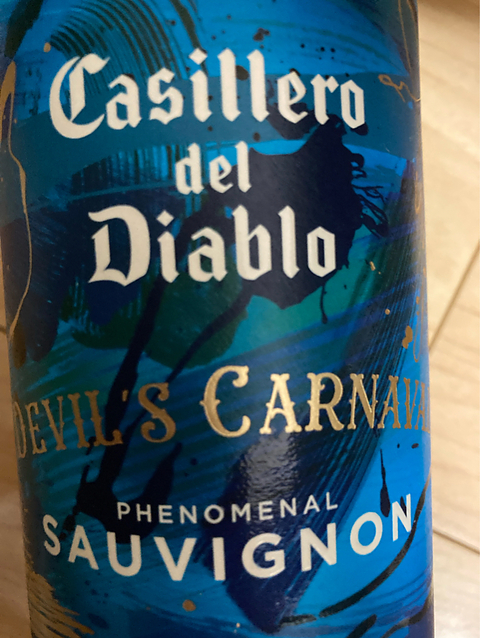 Casillero
del
Diablo
DEVIL'S CARNAVA
PHENOMENAL
SAUVIGNON